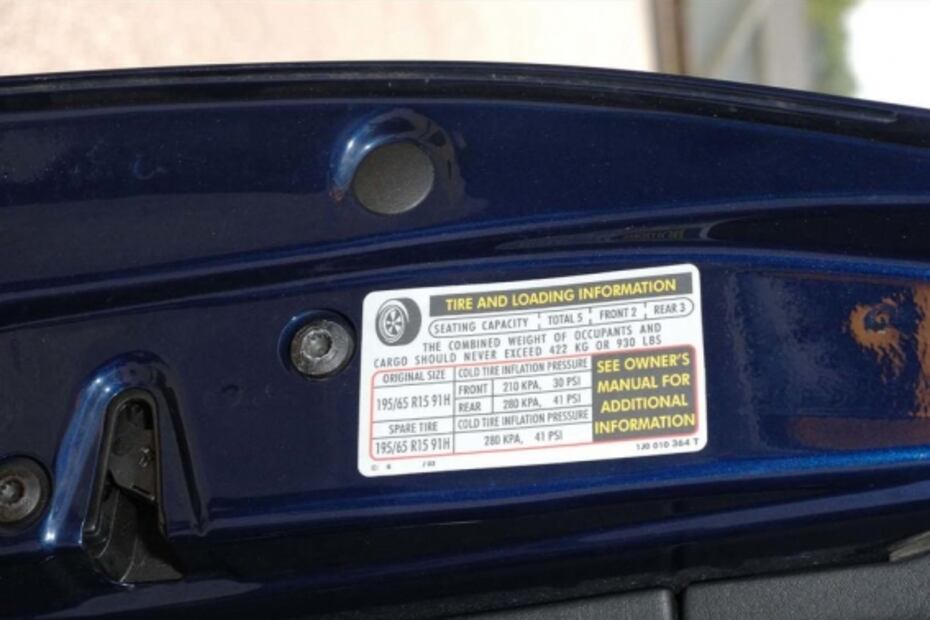 TIRE AND LOADING INFORMATION
SEATING CAPACITY TOTAL 5 FRONT 2 REAR 3
THE COMBINED WEIGHT OF OCCUPANTS AND
CARGO SHOULD NEVER EXCEED 422 KG OR 930 LBS
ORIGINAL SIZE COLD TIRE INFLATION PRESSURE
195/65 R15 91H
FRONT 210 KPA, 30 PSI
REAR 280 KPA, 41 PSI
SPARE TIRE COLD TIRE INFLATION PRESSURE
195/65 R15 91H 280 KPA, 41 PSI
SEE OWNER'S
MANUAL FOR
ADDITIONAL
INFORMATION
1J0 010 364 T